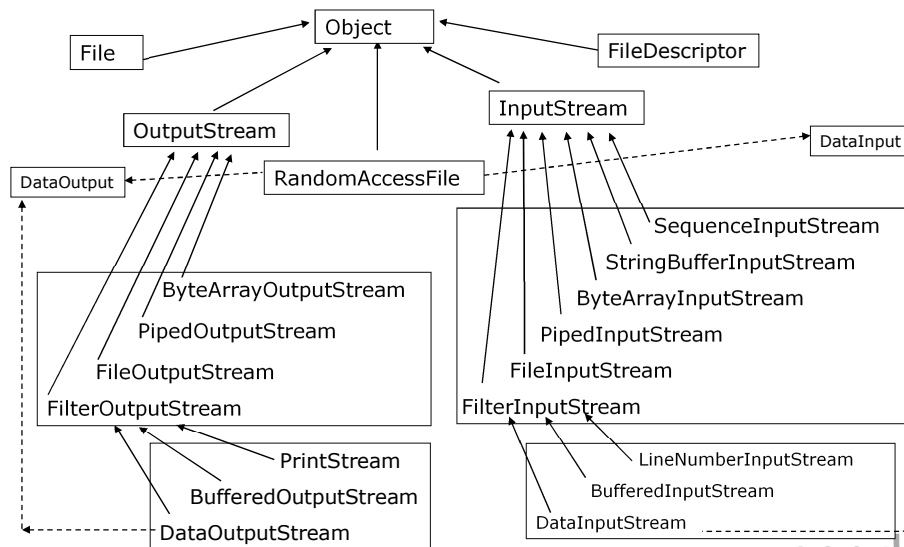 Object
File
FileDescriptor
InputStream
OutputStream
DataInput
DataOutput
RandomAccessFile
SequenceInputStream
StringBufferInputStream
ByteArrayOutputStream
ByteArrayInputStream
PipedOutputStream
PipedInputStream
FileOutputStream
FileInputStream
FilterOutputStream
FilterInputStream
PrintStream
LineNumberInputStream
BufferedOutputStream
BufferedInputStream
DataOutputStream
DataInputStream